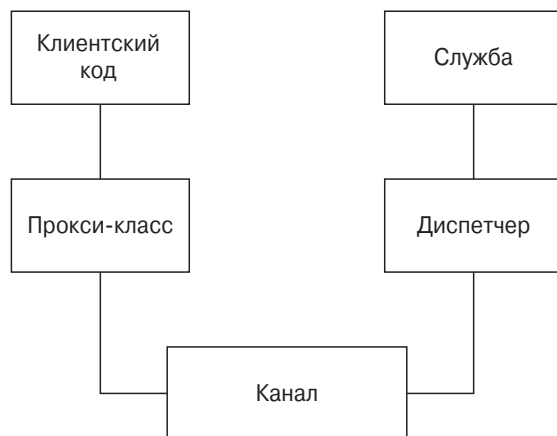 Клиентский
код
Служба
Прокси-класс
Диспетчер
Канал